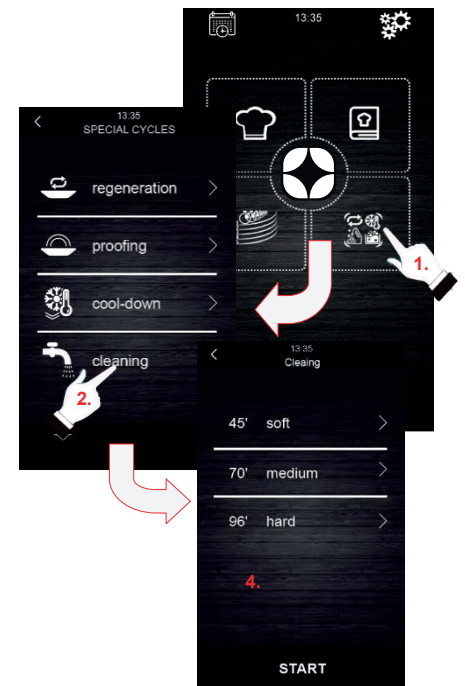 13:35
1.
<
13:35
SPECIAL CYCLES
regeneration >
proofing >
cool-down >
cleaning
2.
<
13:35
Cleaing
45' soft >
70' medium >
96' hard >
4.
START